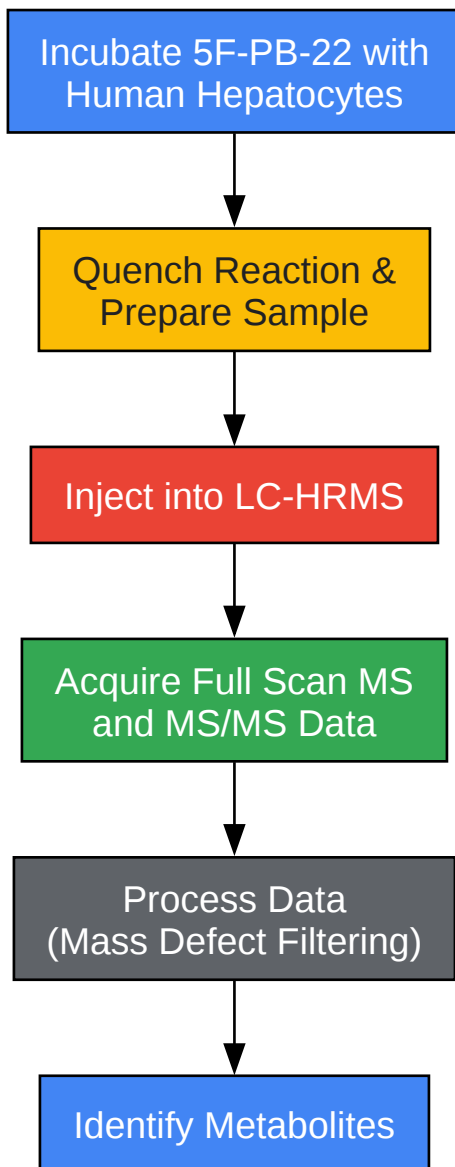 Incubate 5F-PB-22 with
Human Hepatocytes
Quench Reaction &
Prepare Sample
Inject into LC-HRMS
Acquire Full Scan MS
and MS/MS Data
Process Data
(Mass Defect Filtering)
Identify Metabolites